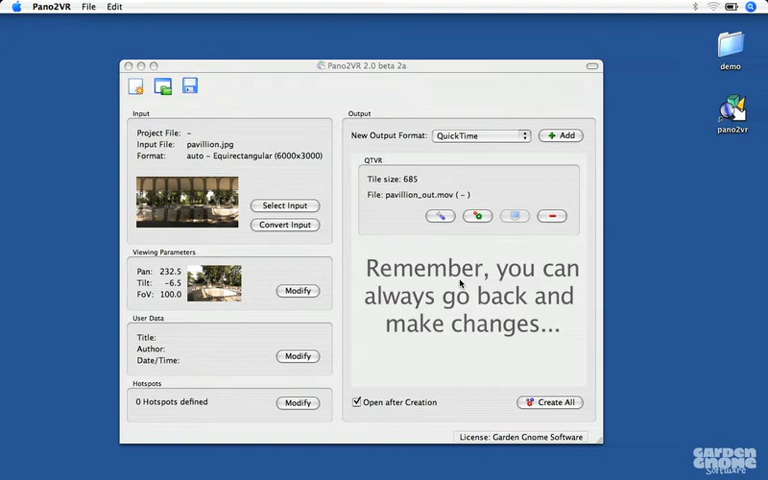 Pano2VR File Edit
Pano2VR 2.0 beta 2a
demo
pano2vr
Input
Project File: -
Input File: pavillion.jpg
Format: auto - Equirectangular (6000x3000)
Select Input
Convert Input
Viewing Parameters
Pan: 232.5
Tilt: -6.5
FoV: 100.0
Modify
User Data
Title:
Author:
Date/Time:
Modify
Hotspots
0 Hotspots defined
Modify
Output
New Output Format: QuickTime
Add
QTVR
Tile size: 685
File: pavillion_out.mov ( - )
Remember, you can
always go back and
make changes...
Open after Creation
Create All
License: Garden Gnome Software
GARDEN
GNOME
Software